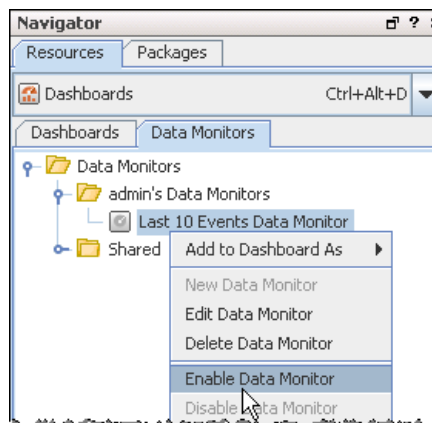 Navigator
Resources Packages
Dashboards Ctrl+Alt+D
Dashboards Data Monitors
Data Monitors
admin's Data Monitors
Last 10 Events Data Monitor
Shared
Add to Dashboard As
New Data Monitor
Edit Data Monitor
Delete Data Monitor
Enable Data Monitor
Disable Data Monitor